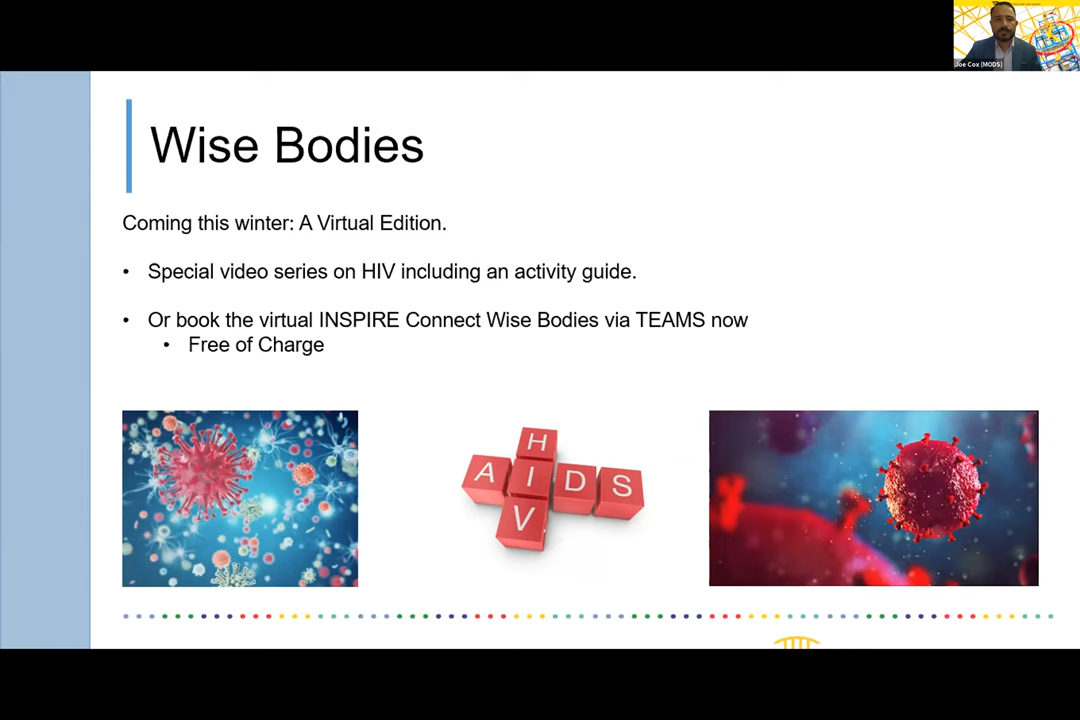 Joe Cox (MODS)
Wise Bodies
Coming this winter: A Virtual Edition.
• Special video series on HIV including an activity guide.
• Or book the virtual INSPIRE Connect Wise Bodies via TEAMS now
• Free of Charge
H
AIDS
V